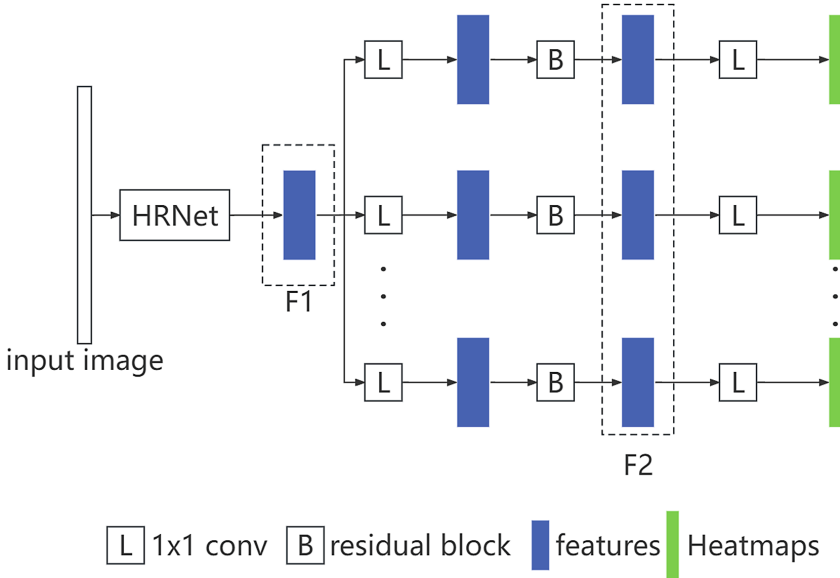 L B L
HRNet L B L
F1
input image
L B L
F2
L 1x1 conv B residual block features Heatmaps